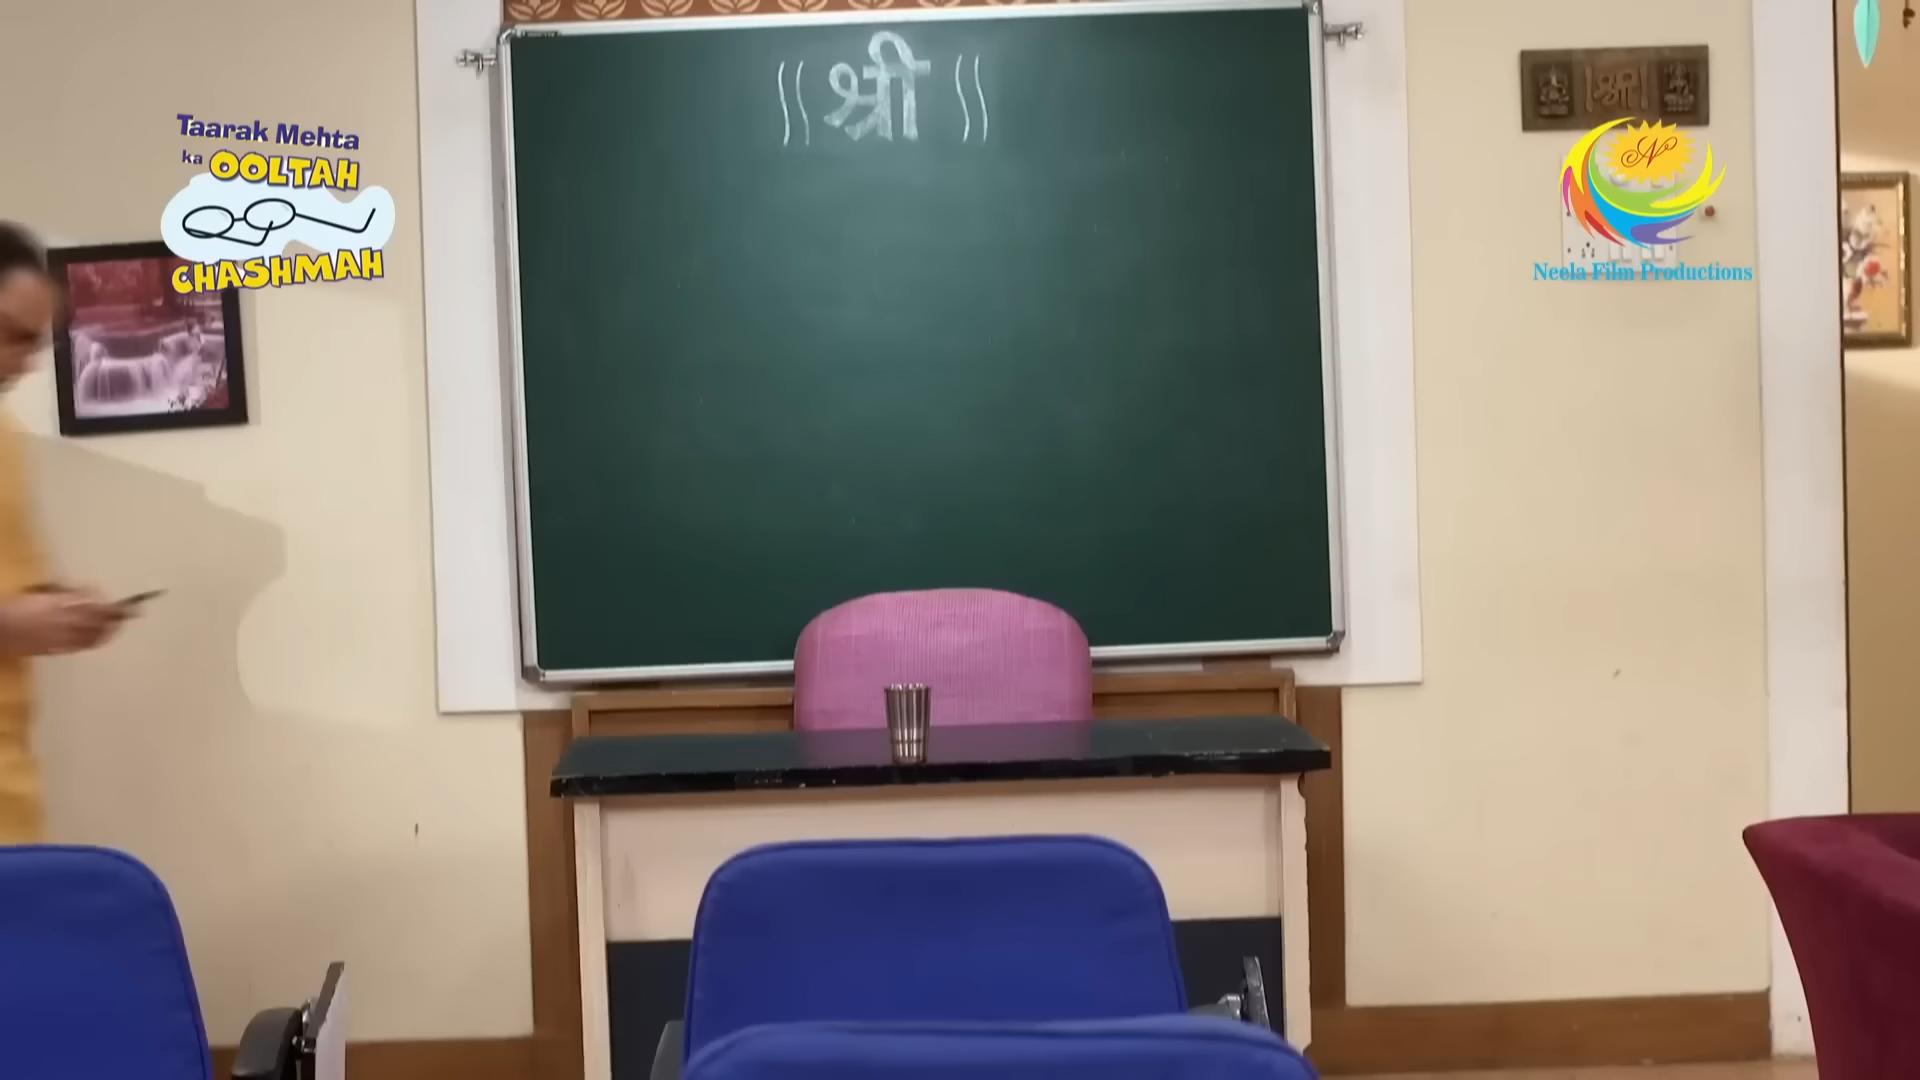 || श्री ||
श्री
Taarak Mehta
ka OOLTAH
CHASHMAH
N
Neela Film Productions